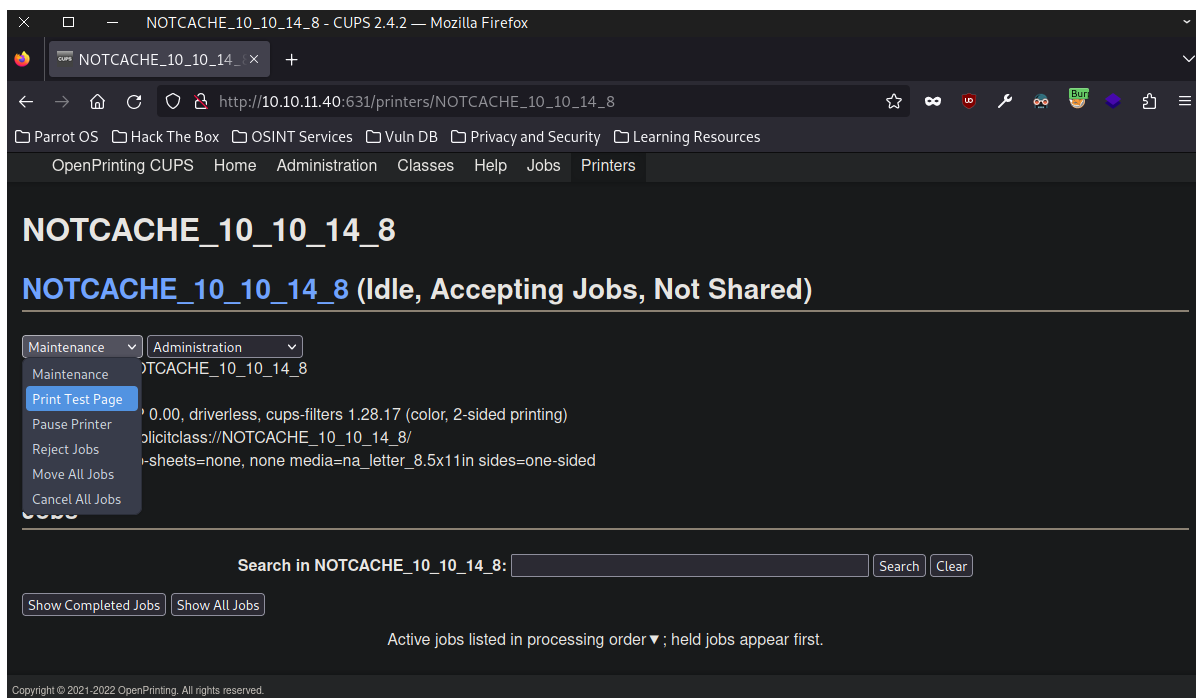 NOTCACHE_10_10_14_8 - CUPS 2.4.2 — Mozilla Firefox
CUPS NOTCACHE_10_10_14_
http://10.10.11.40:631/printers/NOTCACHE_10_10_14_8
UD
Bur
Parrot OS Hack The Box OSINT Services Vuln DB Privacy and Security Learning Resources
OpenPrinting CUPS Home Administration Classes Help Jobs Printers
NOTCACHE_10_10_14_8
NOTCACHE_10_10_14_8 (Idle, Accepting Jobs, Not Shared)
Maintenance Administration
OTCACHE_10_10_14_8
Maintenance
Print Test Page
P 0.00, driverless, cups-filters 1.28.17 (color, 2-sided printing)
Pause Printer
plicitclass://NOTCACHE_10_10_14_8/
Reject Jobs
-sheets=none, none media=na_letter_8.5x11in sides=one-sided
Move All Jobs
Cancel All Jobs
Jobs
Search in NOTCACHE_10_10_14_8: Search Clear
Show Completed Jobs Show All Jobs
Active jobs listed in processing order▼; held jobs appear first.
Copyright © 2021-2022 OpenPrinting. All rights reserved.